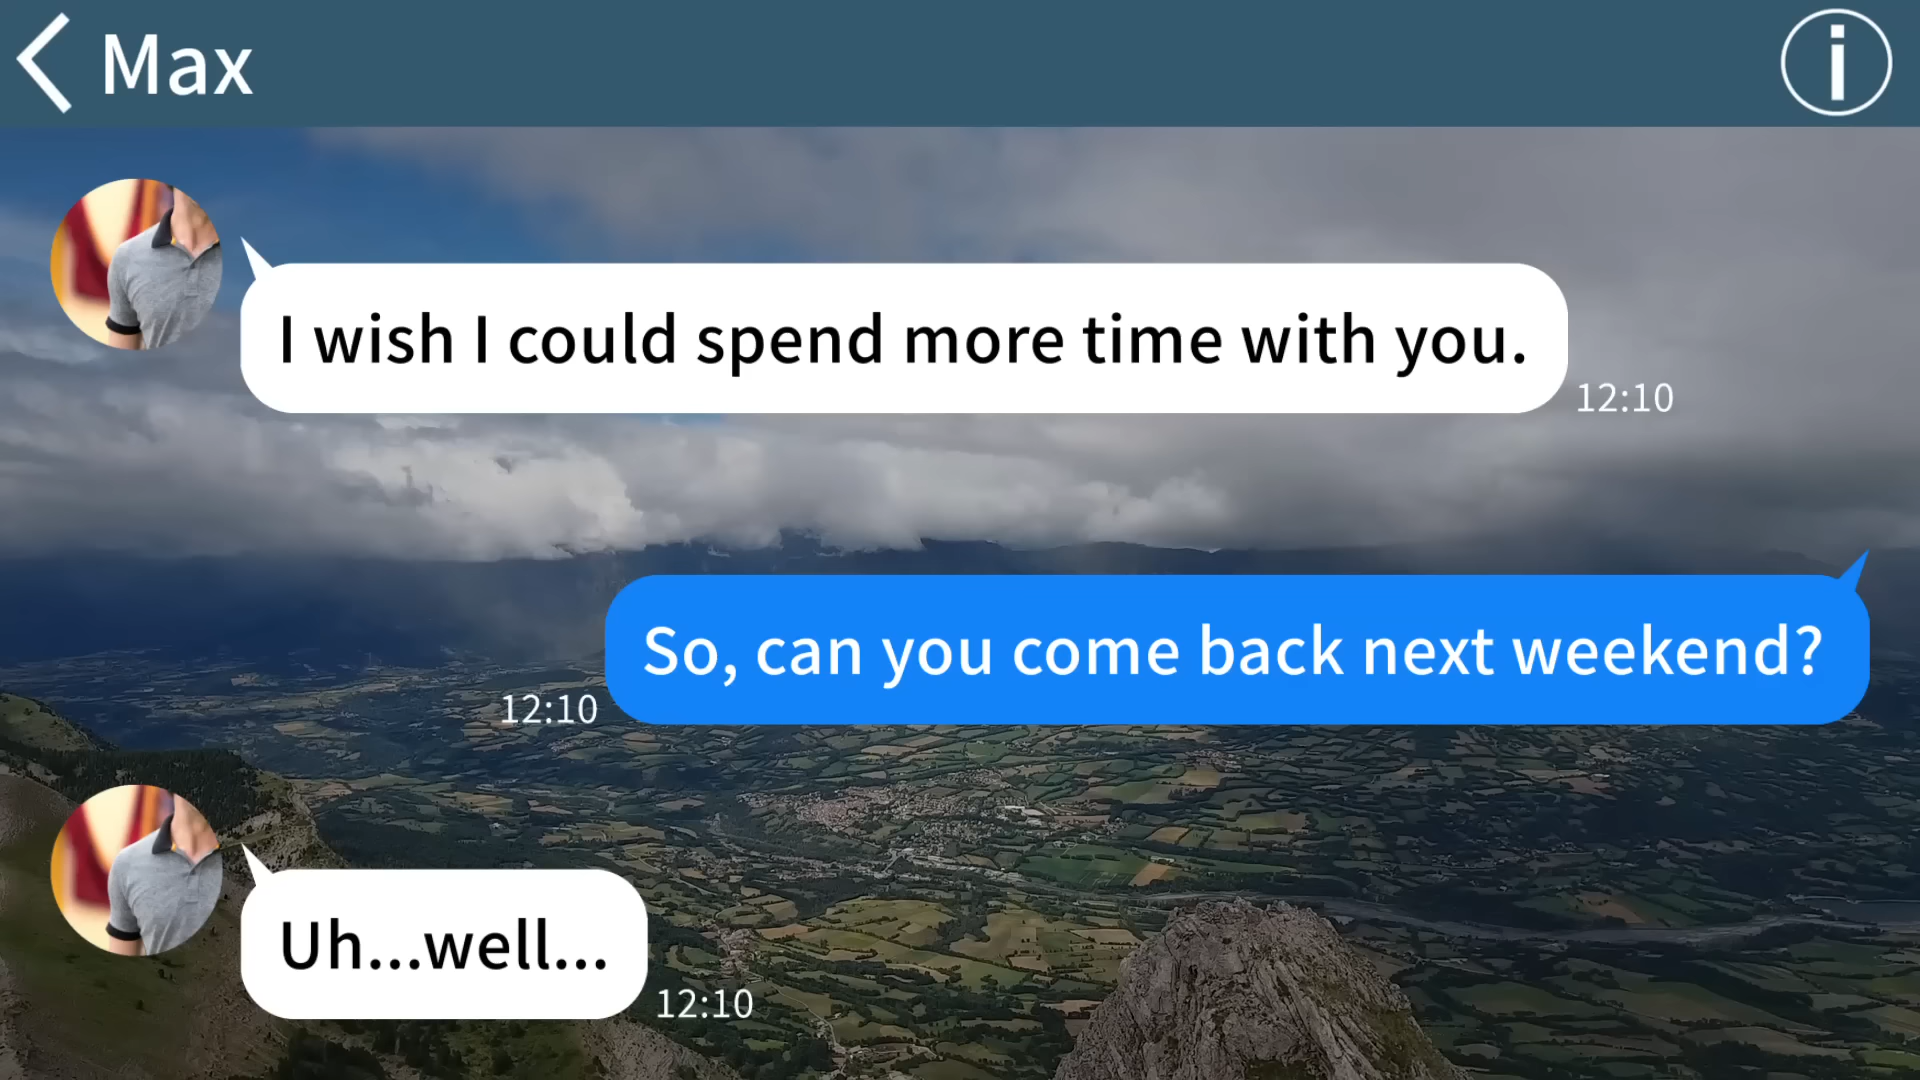 Max
I wish I could spend more time with you.
12:10
So, can you come back next weekend?
12:10
Uh...well...
12:10